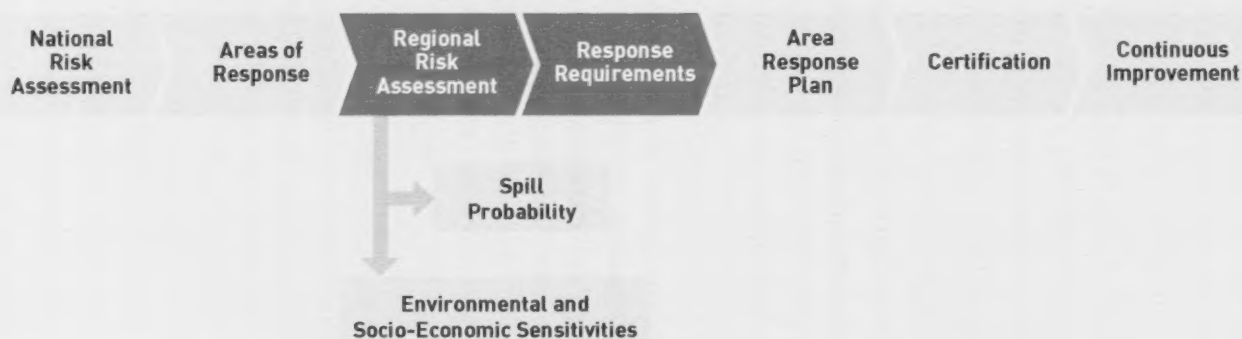 National
Risk
Assessment
Areas of
Response
Regional
Risk
Assessment
Response
Requirements
Area
Response
Plan
Certification
Continuous
Improvement
Spill
Probability
Environmental and
Socio-Economic Sensitivities